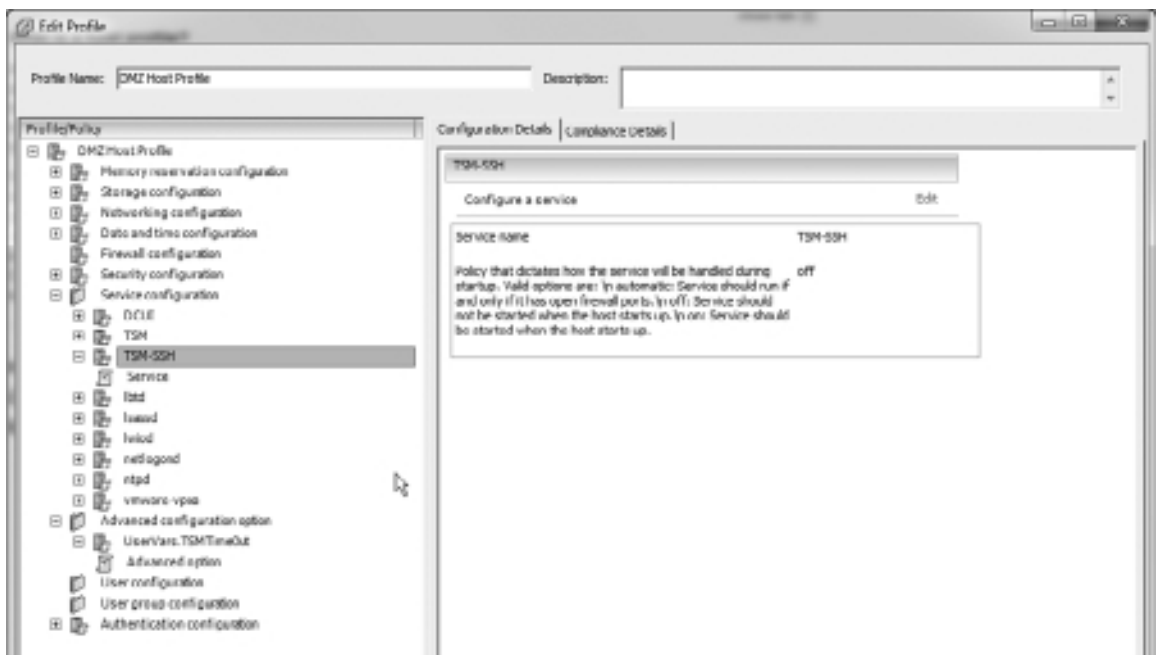 Edit Profile
Profile Name: DMZ Host Profile Description:
Profile/Policy
DMZ Host Profile
Memory reservation configuration
Storage configuration
Networking configuration
Date and time configuration
Firewall configuration
Security configuration
Service configuration
DCUI
TSM
TSM-SSH
Service
lbtd
lsassd
lwiod
netlogond
ntpd
vmware-vpxa
Advanced configuration option
UserVars.TSMTimeOut
Advanced option
User configuration
User group configuration
Authentication configuration
Configuration Details Compliance Details
TSM-SSH
Configure a service Edit
Service name TSM-SSH
Policy that dictates how the service will be handled during off
startup. Valid options are: \n automatic: Service should run if
and only if it has open firewall ports. \n off: Service should
not be started when the host starts up. \n on: Service should
be started when the host starts up.